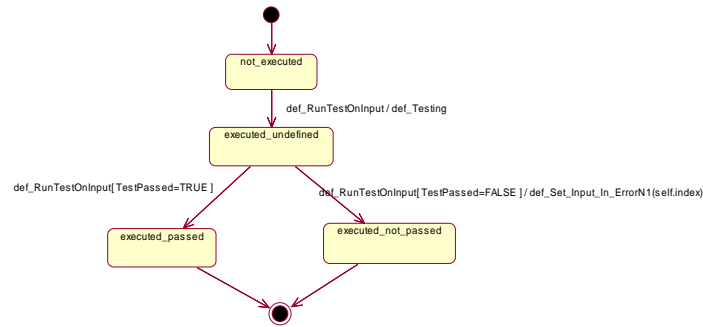 not_executed
def_RunTestOnInput / def_Testing
executed_undefined
def_RunTestOnInput[ TestPassed=TRUE ]
def_RunTestOnInput[ TestPassed=FALSE ] / def_Set_Input_In_ErrorN1(self.index)
executed_passed
executed_not_passed